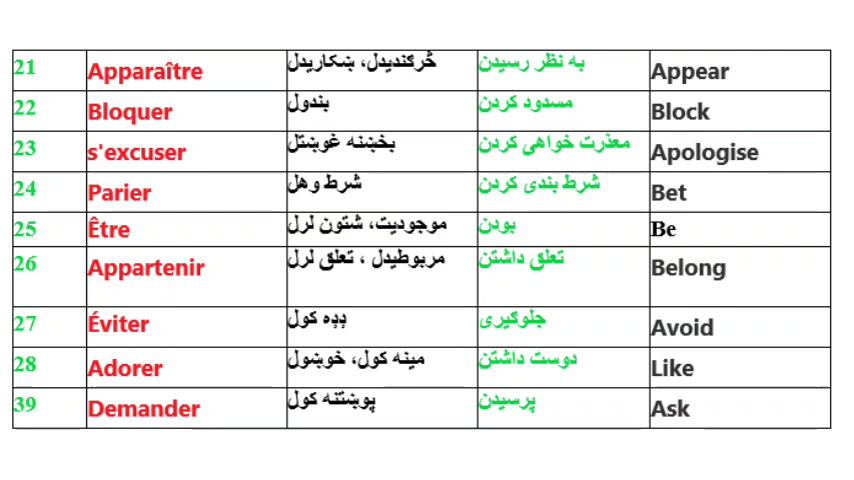 21 Apparaître څرګندیدل، ښکاریدل به نظر رسیدن Appear
22 Bloquer بندول مسدود کردن Block
23 s'excuser بخښنه غوښتل معذرت خواهی کردن Apologise
24 Parier شرط وهل شرط بندی کردن Bet
25 Être موجودیت، شتون لرل بودن Be
26 Appartenir مربوطیدل ، تعلق لرل تعلق داشتن Belong
27 Éviter ډډه کول جلوگیری Avoid
28 Adorer مینه کول، خوښول دوست داشتن Like
39 Demander پوښتنه کول پرسیدن Ask